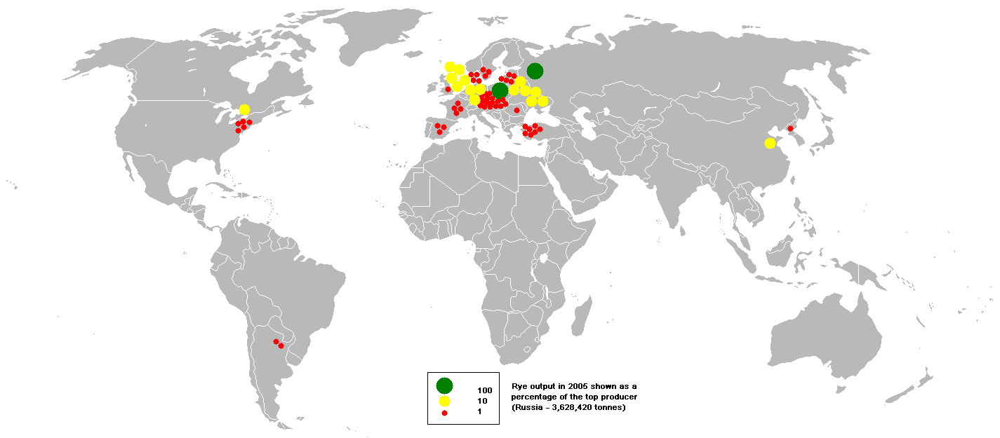 100
10
1
Rye output in 2005 shown as a
percentage of the top producer
(Russia - 3,628,420 tonnes)